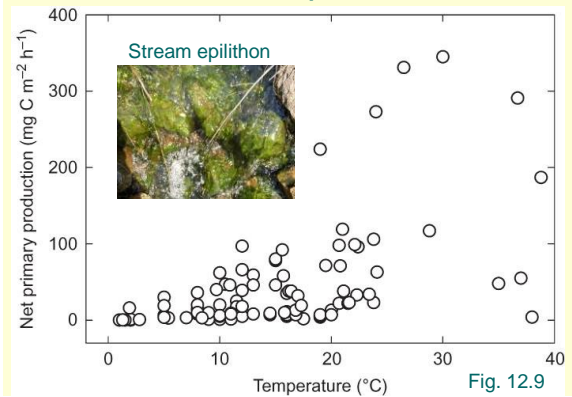 Stream epilithon
Net primary production (mg C m⁻² h⁻¹)
400
300
200
100
0
0
10
20
30
40
Temperature (°C)
Fig. 12.9